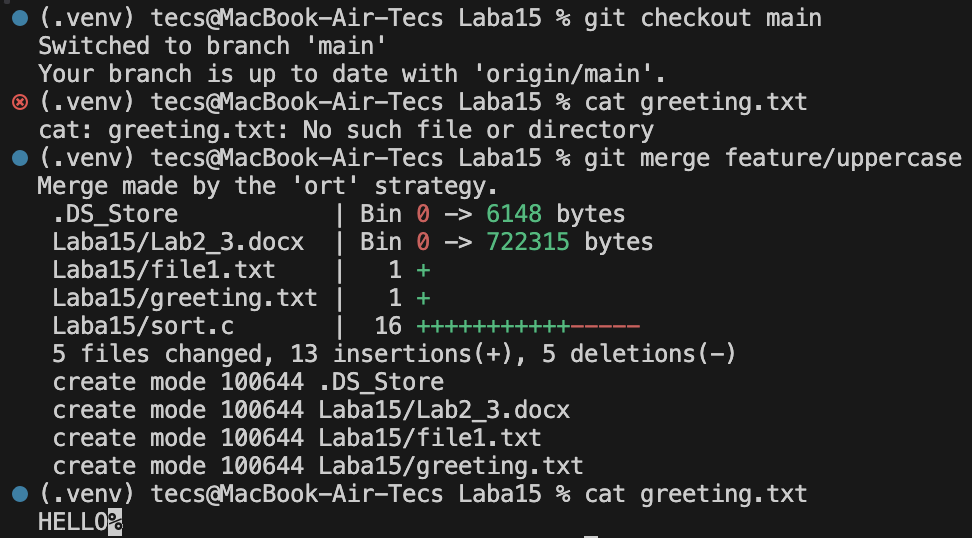 (.venv) tecs@MacBook-Air-Tecs Laba15 % git checkout main
Switched to branch 'main'
Your branch is up to date with 'origin/main'.
(.venv) tecs@MacBook-Air-Tecs Laba15 % cat greeting.txt
cat: greeting.txt: No such file or directory
(.venv) tecs@MacBook-Air-Tecs Laba15 % git merge feature/uppercase
Merge made by the 'ort' strategy.
 .DS_Store           | Bin 0 -> 6148 bytes
 Laba15/Lab2_3.docx  | Bin 0 -> 722315 bytes
 Laba15/file1.txt    |   1 +
 Laba15/greeting.txt |   1 +
 Laba15/sort.c       |  16 +++++++++++-----
 5 files changed, 13 insertions(+), 5 deletions(-)
 create mode 100644 .DS_Store
 create mode 100644 Laba15/Lab2_3.docx
 create mode 100644 Laba15/file1.txt
 create mode 100644 Laba15/greeting.txt
(.venv) tecs@MacBook-Air-Tecs Laba15 % cat greeting.txt
HELLO%